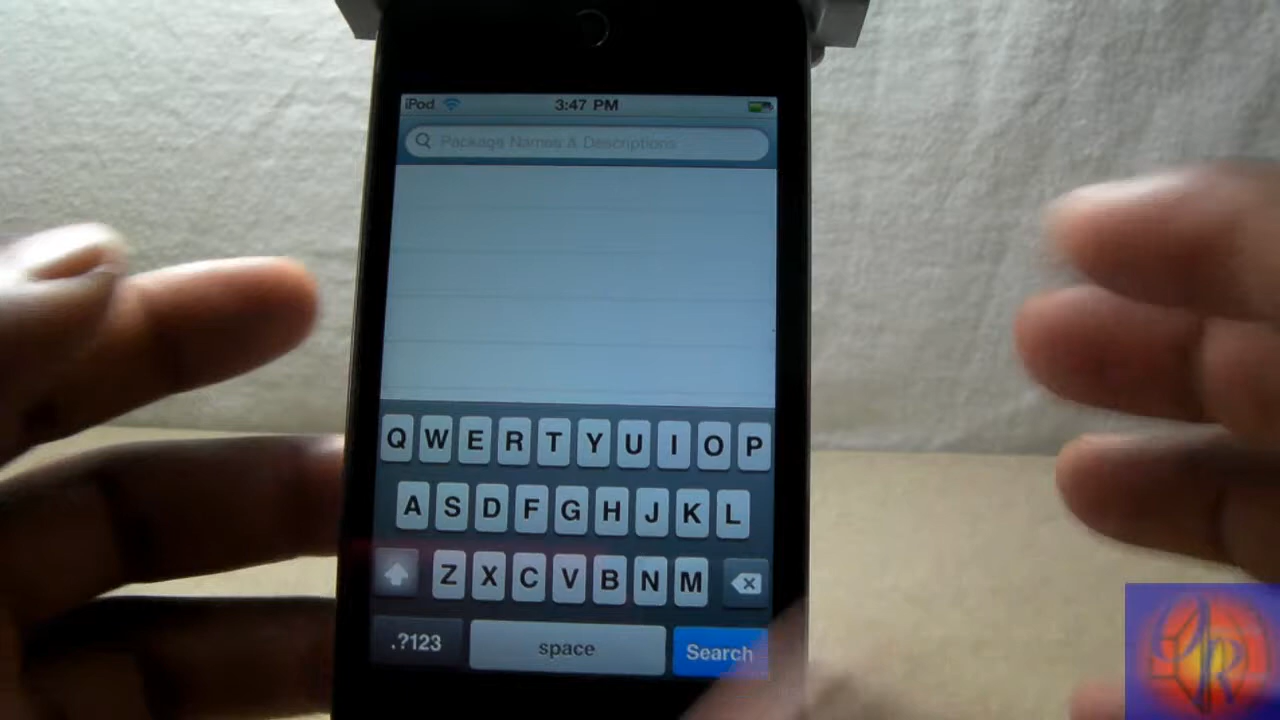 iPod 3:47 PM
Package Names & Descriptions
Q W E R T Y U I O P
A S D F G H J K L
Z X C V B N M
.?123 space Search